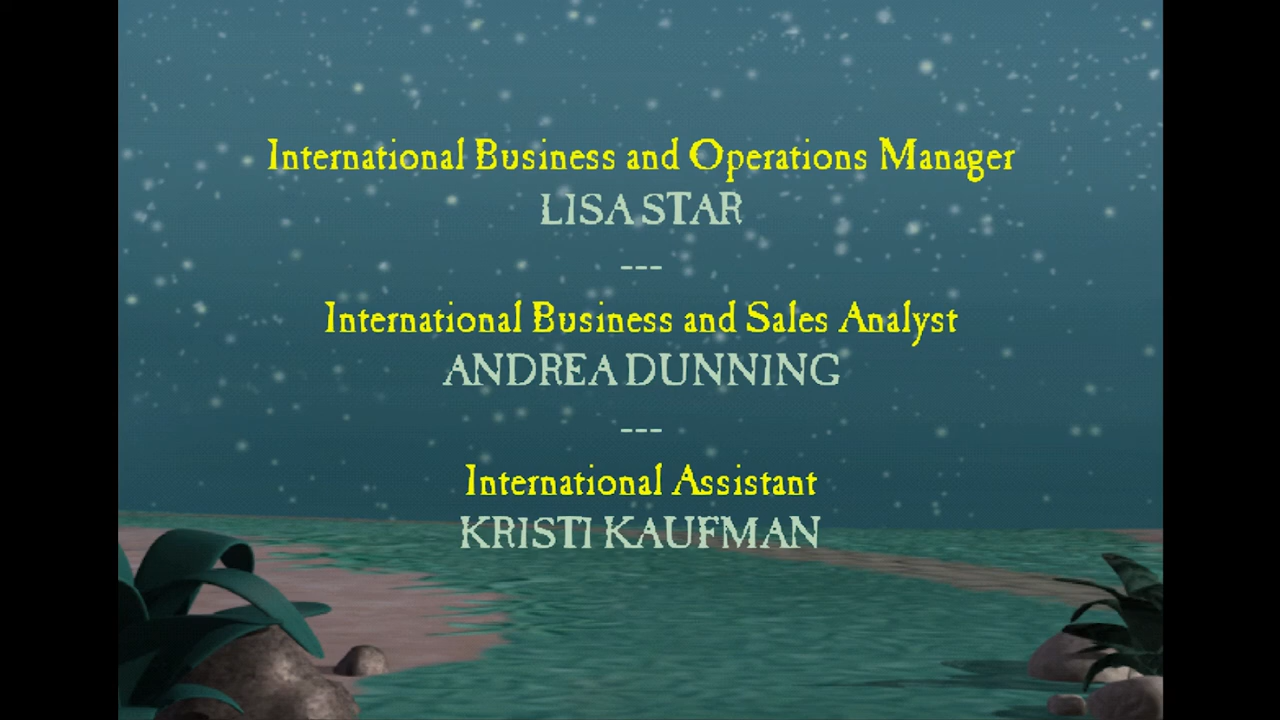 International Business and Operations Manager
LISA STAR
---
International Business and Sales Analyst
ANDREA DUNNING
---
International Assistant
KRISTI KAUFMAN